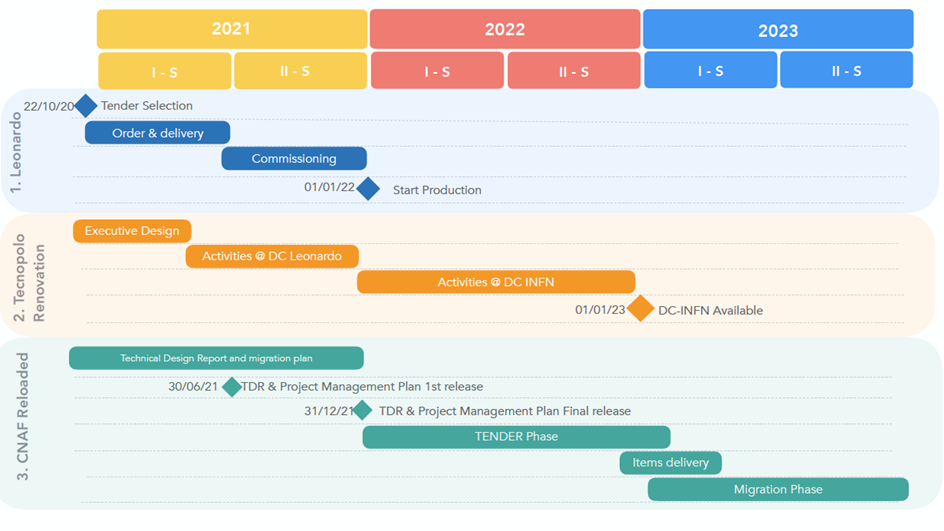 2021
2022
2023
I - S
II - S
I - S
II - S
I - S
II - S
1. Leonardo
22/10/20
Tender Selection
Order & delivery
Commissioning
01/01/22
Start Production
2. Tecnopolo
Renovation
Executive Design
Activities @ DC Leonardo
Activities @ DC INFN
01/01/23
DC-INFN Available
3. CNAF Reloaded
Technical Design Report and migration plan
30/06/21
TDR & Project Management Plan 1st release
31/12/21
TDR & Project Management Plan Final release
TENDER Phase
Items delivery
Migration Phase